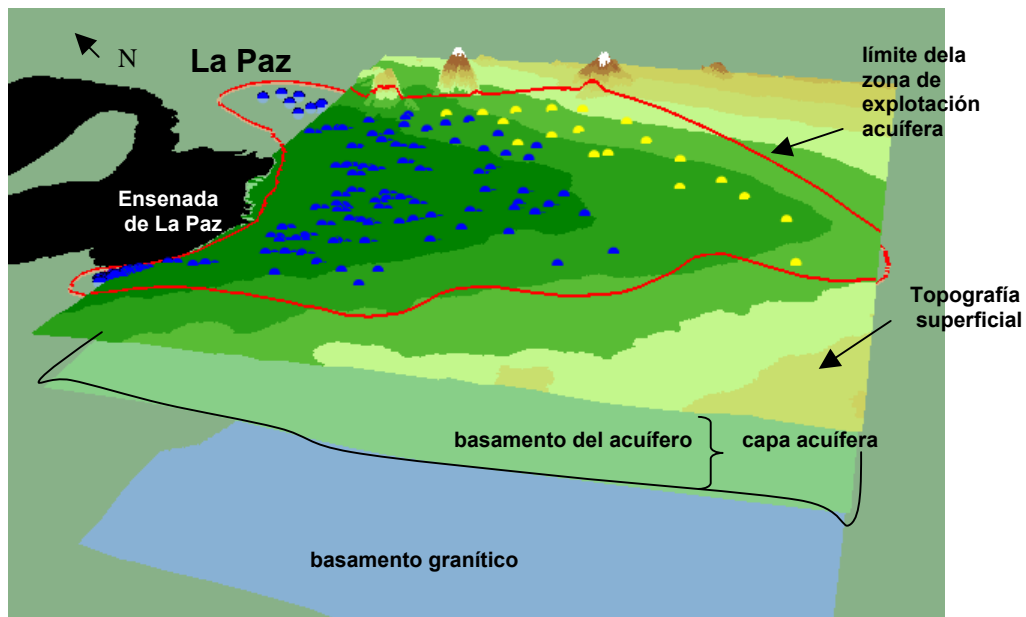 N
La Paz
límite dela
zona de
explotación
acuífera
Ensenada
de La Paz
Topografía
superficial
basamento del acuífero
capa acuífera
basamento granítico